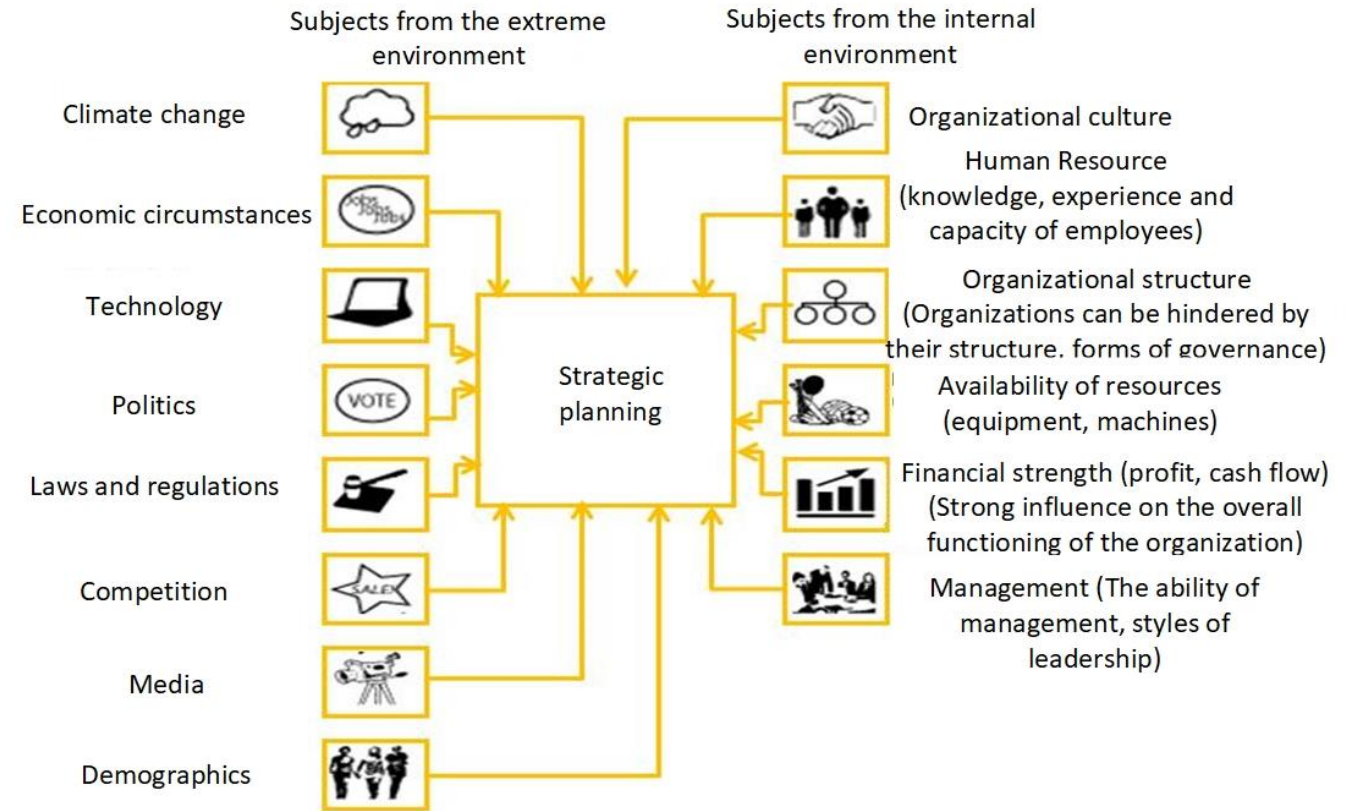 Subjects from the extreme
environment
Subjects from the internal
environment
Climate change
Economic circumstances
Technology
Politics
Laws and regulations
Competition
Media
Demographics
Jobs
Jobs
Jobs
VOTE
SALE
Strategic
planning
Organizational culture
Human Resource
(knowledge, experience and
capacity of employees)
Organizational structure
(Organizations can be hindered by
their structure, forms of governance)
Availability of resources
(equipment, machines)
Financial strength (profit, cash flow)
(Strong influence on the overall
functioning of the organization)
Management (The ability of
management, styles of
leadership)